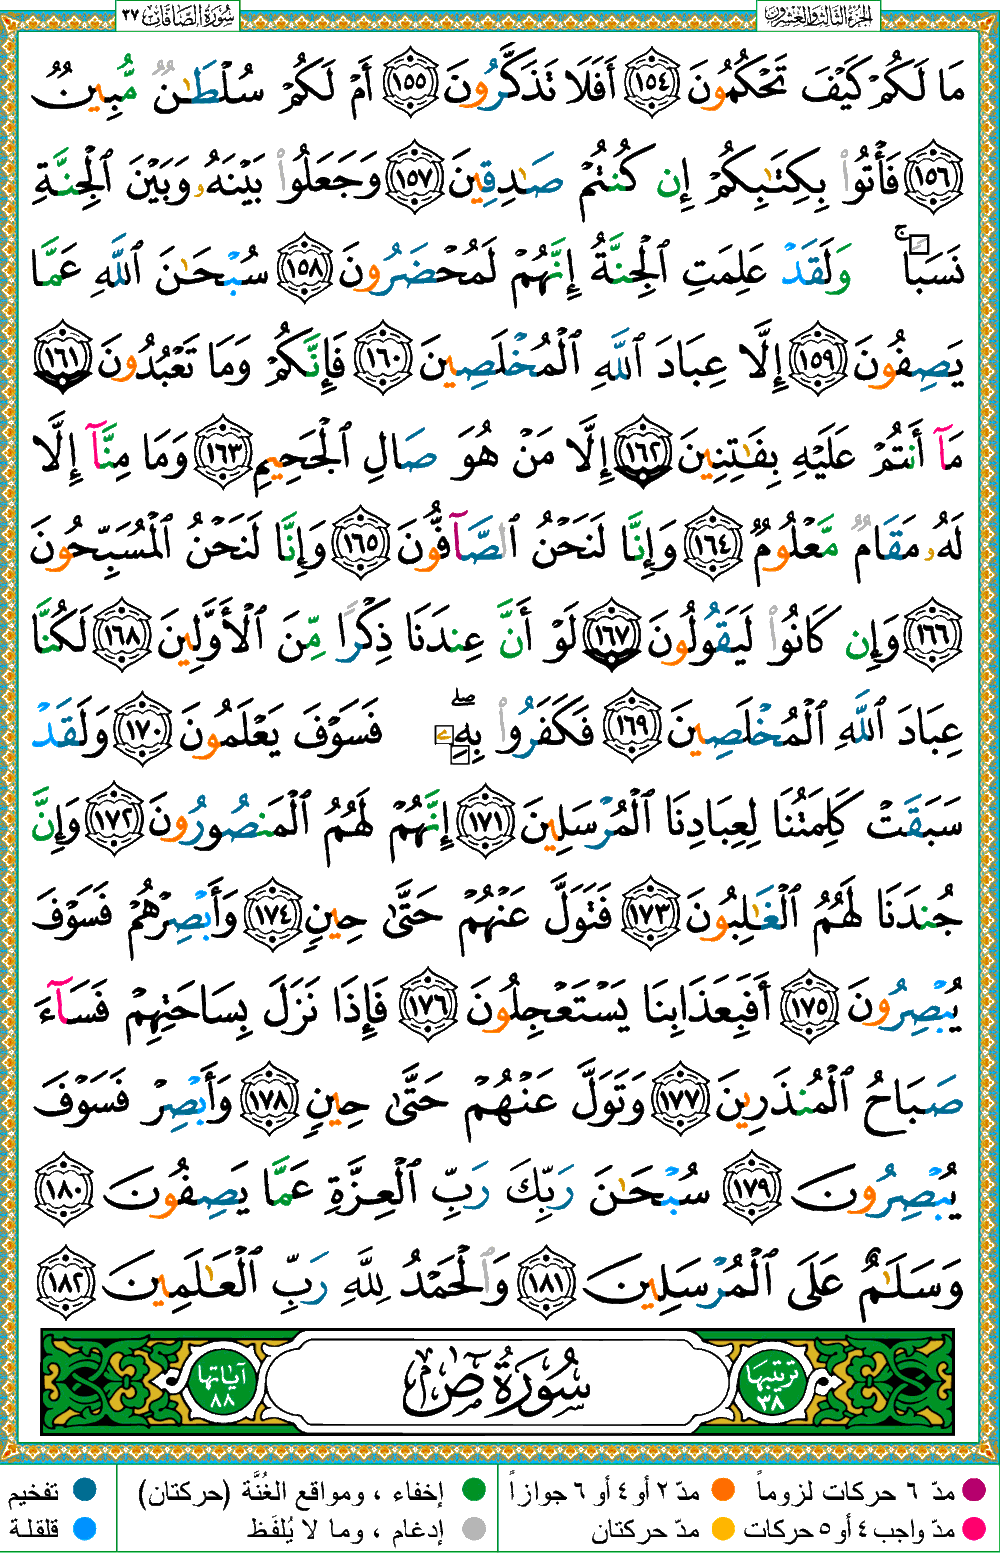 الجزء الثالث والعشرون
سُورَةُ الصَّافَّات ٣٧
مَا لَكُمْ كَيْفَ تَحْكُمُونَ ١٥٤ أَفَلَا تَذَكَّرُونَ ١٥٥ أَمْ لَكُمْ سُلْطَٰنٌ مُّبِينٌ
١٥٦ فَأْتُوا۟ بِكِتَٰبِكُمْ إِن كُنتُمْ صَٰدِقِينَ ١٥٧ وَجَعَلُوا۟ بَيْنَهُۥ وَبَيْنَ ٱلْجِنَّةِ
نَسَبًا ۚ وَلَقَدْ عَلِمَتِ ٱلْجِنَّةُ إِنَّهُمْ لَمُحْضَرُونَ ١٥٨ سُبْحَٰنَ ٱللَّهِ عَمَّا
يَصِفُونَ ١٥٩ إِلَّا عِبَادَ ٱللَّهِ ٱلْمُخْلَصِينَ ١٦٠ فَإِنَّكُمْ وَمَا تَعْبُدُونَ ١٦١
مَآ أَنتُمْ عَلَيْهِ بِفَٰتِنِينَ ١٦٢ إِلَّا مَنْ هُوَ صَالِ ٱلْجَحِيمِ ١٦٣ وَمَا مِنَّآ إِلَّا
لَهُۥ مَقَامٌ مَّعْلُومٌ ١٦٤ وَإِنَّا لَنَحْنُ ٱلصَّآفُّونَ ١٦٥ وَإِنَّا لَنَحْنُ ٱلْمُسَبِّحُونَ
١٦٦ وَإِن كَانُوا۟ لَيَقُولُونَ ١٦٧ لَوْ أَنَّ عِندَنَا ذِكْرًا مِّنَ ٱلْأَوَّلِينَ ١٦٨ لَكُنَّا
عِبَادَ ٱللَّهِ ٱلْمُخْلَصِينَ ١٦٩ فَكَفَرُوا۟ بِهِۦ ۖ فَسَوْفَ يَعْلَمُونَ ١٧٠ وَلَقَدْ
سَبَقَتْ كَلِمَتُنَا لِعِبَادِنَا ٱلْمُرْسَلِينَ ١٧١ إِنَّهُمْ لَهُمُ ٱلْمَنصُورُونَ ١٧٢ وَإِنَّ
جُندَنَا لَهُمُ ٱلْغَٰلِبُونَ ١٧٣ فَتَوَلَّ عَنْهُمْ حَتَّىٰ حِينٍ ١٧٤ وَأَبْصِرْهُمْ فَسَوْفَ
يُبْصِرُونَ ١٧٥ أَفَبِعَذَابِنَا يَسْتَعْجِلُونَ ١٧٦ فَإِذَا نَزَلَ بِسَاحَتِهِمْ فَسَآءَ
صَبَاحُ ٱلْمُنذَرِينَ ١٧٧ وَتَوَلَّ عَنْهُمْ حَتَّىٰ حِينٍ ١٧٨ وَأَبْصِرْ فَسَوْفَ
يُبْصِرُونَ ١٧٩ سُبْحَٰنَ رَبِّكَ رَبِّ ٱلْعِزَّةِ عَمَّا يَصِفُونَ ١٨٠
وَسَلَٰمٌ عَلَى ٱلْمُرْسَلِينَ ١٨١ وَٱلْحَمْدُ لِلَّهِ رَبِّ ٱلْعَٰلَمِينَ ١٨٢
ترتيبها ٣٨ سُورَةُ صٓ آياتها ٨٨
مدّ ٦ حركات لزوماً مدّ ٢ أو ٤ أو ٦ جوازاً إخفاء ، ومواقع الغُنَّة (حركتان) تفخيم
مدّ واجب ٤ أو ٥ حركات مدّ حركتان إدغام ، وما لا يُلفَظ قلقلة